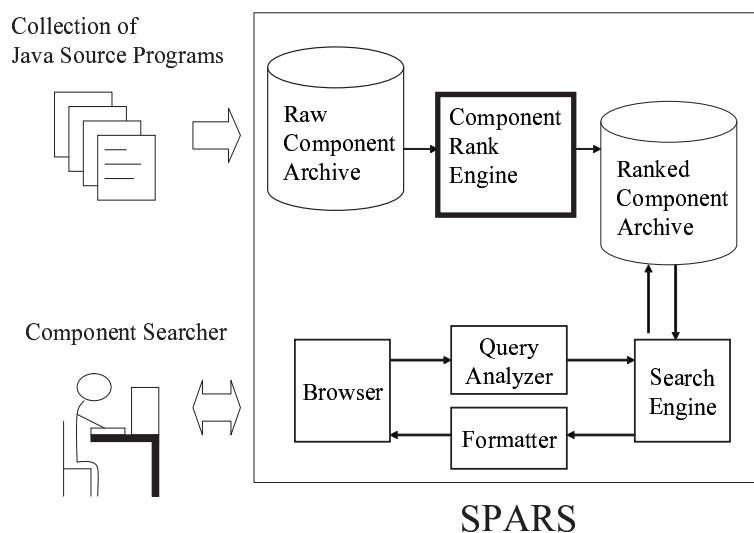 Collection of
Java Source Programs
Raw
Component
Archive
Component
Rank
Engine
Ranked
Component
Archive
Component Searcher
Browser
Query
Analyzer
Formatter
Search
Engine
SPARS